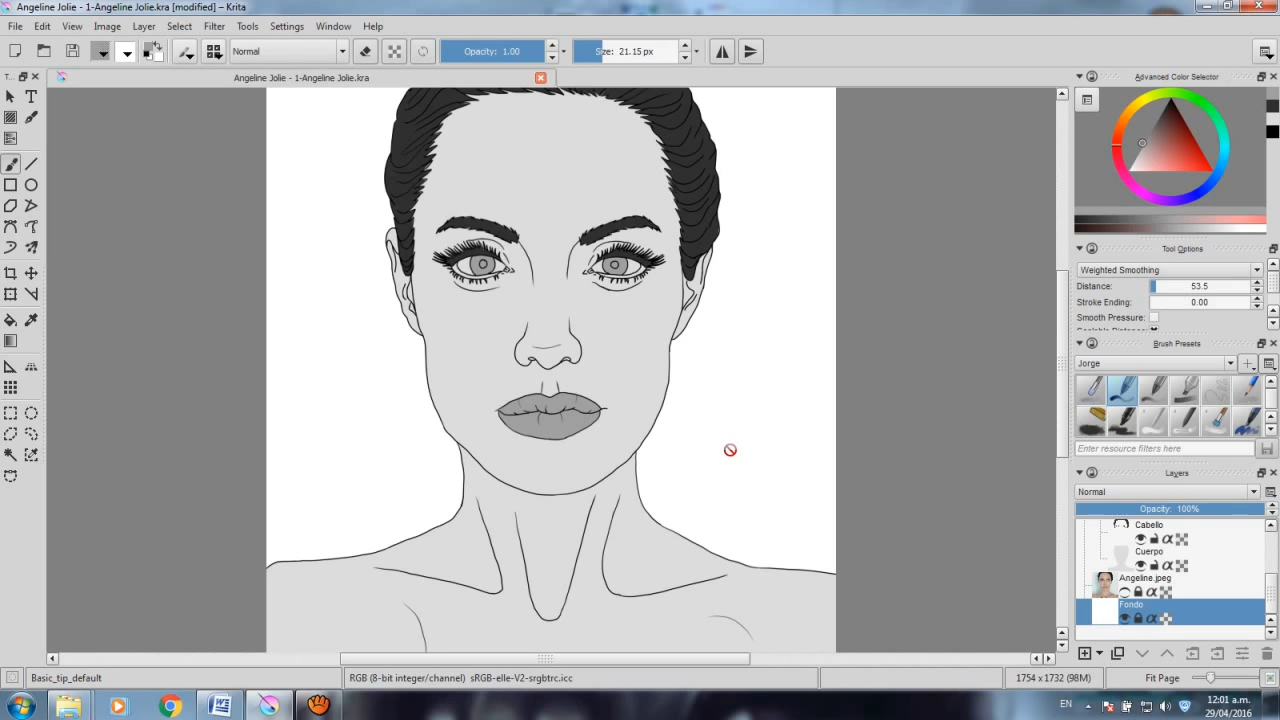 Angeline Jolie - 1-Angeline Jolie.kra [modified] - Krita
File Edit View Image Layer Select Filter Tools Settings Window Help
Normal
Opacity: 1.00
Size: 21.15 px
T...
Angeline Jolie - 1-Angeline Jolie.kra
Advanced Color Selector
Tool Options
Weighted Smoothing
Distance: 53.5
Stroke Ending: 0.00
Smooth Pressure:
Brush Presets
Jorge
Enter resource filters here
Layers
Normal
Opacity: 100%
Cabello
Cuerpo
Angeline.jpeg
Fondo
Basic_tip_default
RGB (8-bit integer/channel) sRGB-elle-V2-srgbtrc.icc
1754 x 1732 (98M)
Fit Page
EN
12:01 a.m.
29/04/2016